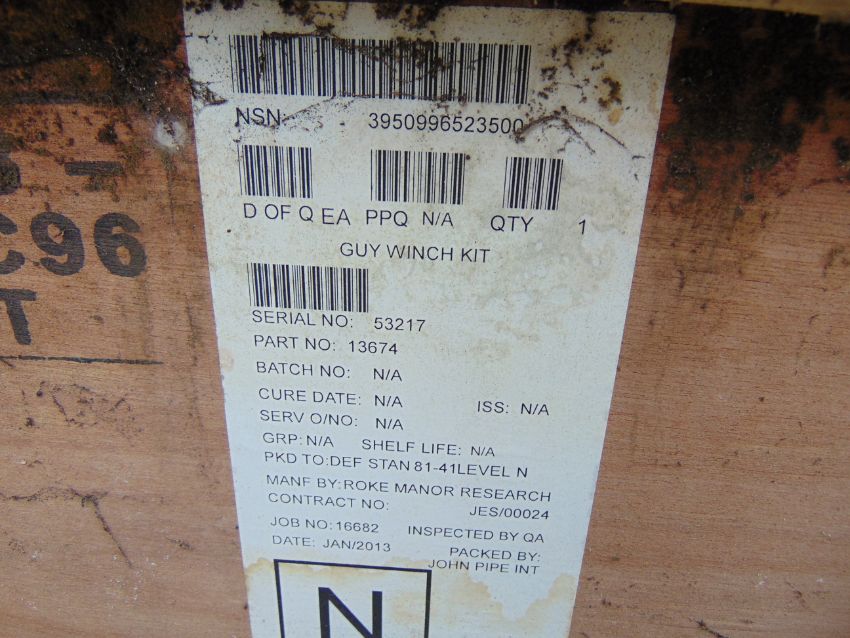 NSN: 3950996523500
D OF Q EA PPQ N/A QTY 1
GUY WINCH KIT
SERIAL NO: 53217
PART NO: 13674
BATCH NO: N/A
CURE DATE: N/A ISS: N/A
SERV O/NO: N/A
GRP: N/A SHELF LIFE: N/A
PKD TO:DEF STAN 81-41LEVEL N
MANF BY:ROKE MANOR RESEARCH
CONTRACT NO: JES/00024
JOB NO:16682 INSPECTED BY QA
DATE: JAN/2013 PACKED BY:
JOHN PIPE INT
N
C96
T